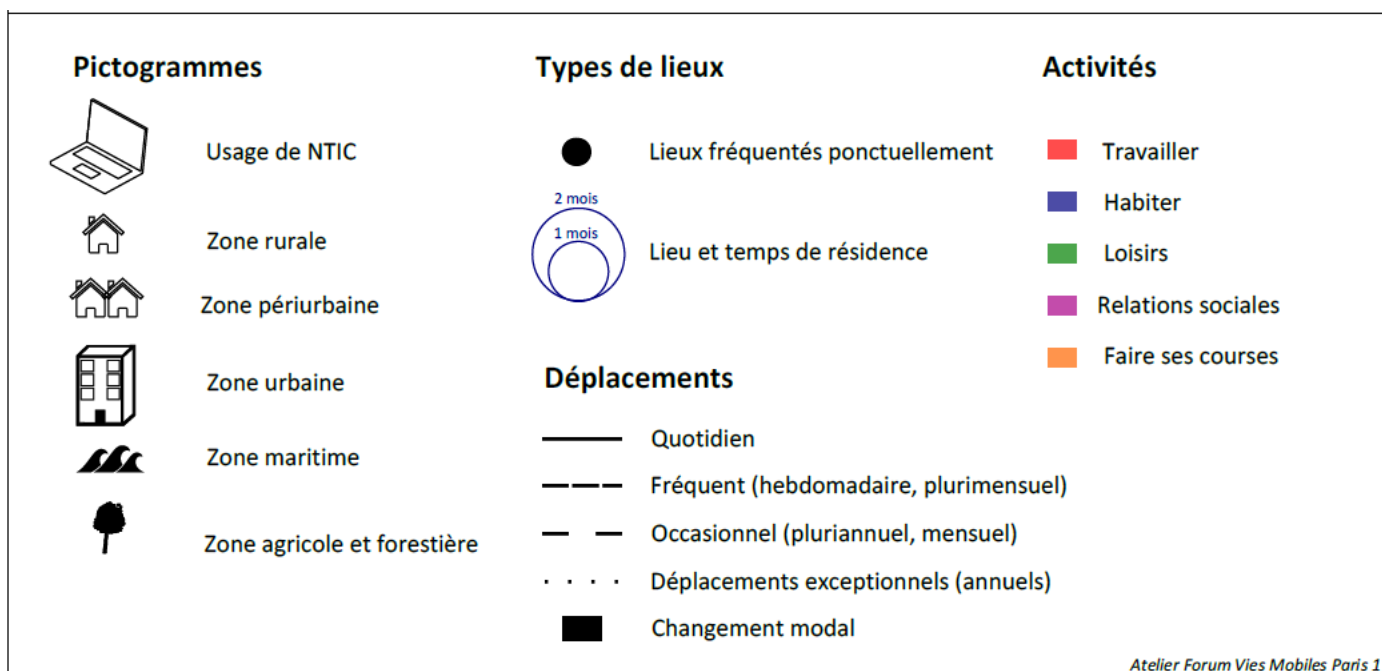 Pictogrammes
Usage de NTIC
Zone rurale
Zone périurbaine
Zone urbaine
Zone maritime
Zone agricole et forestière
Types de lieux
Lieux fréquentés ponctuellement
2 mois
1 mois
Lieu et temps de résidence
Déplacements
Quotidien
Fréquent (hebdomadaire, plurimensuel)
Occasionnel (pluriannuel, mensuel)
Déplacements exceptionnels (annuels)
Changement modal
Activités
Travailler
Habiter
Loisirs
Relations sociales
Faire ses courses
Atelier Forum Vies Mobiles Paris 1